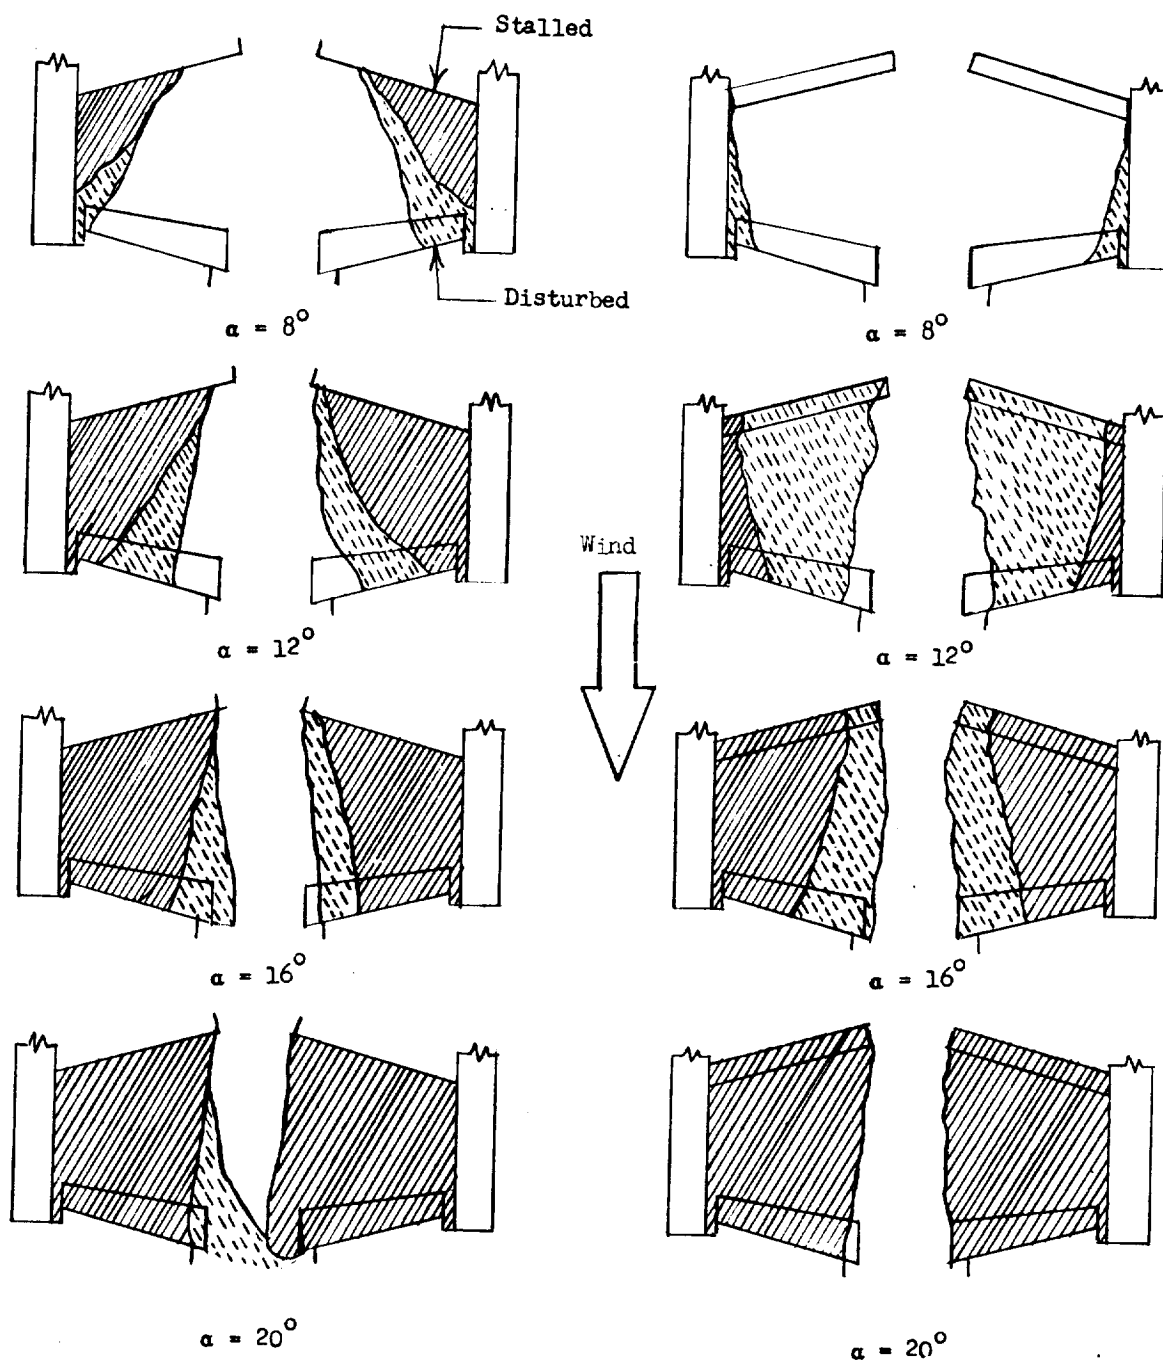 Stalled
Disturbed
α = 8°
α = 8°
Wind
α = 12°
α = 12°
α = 16°
α = 16°
α = 20°
α = 20°